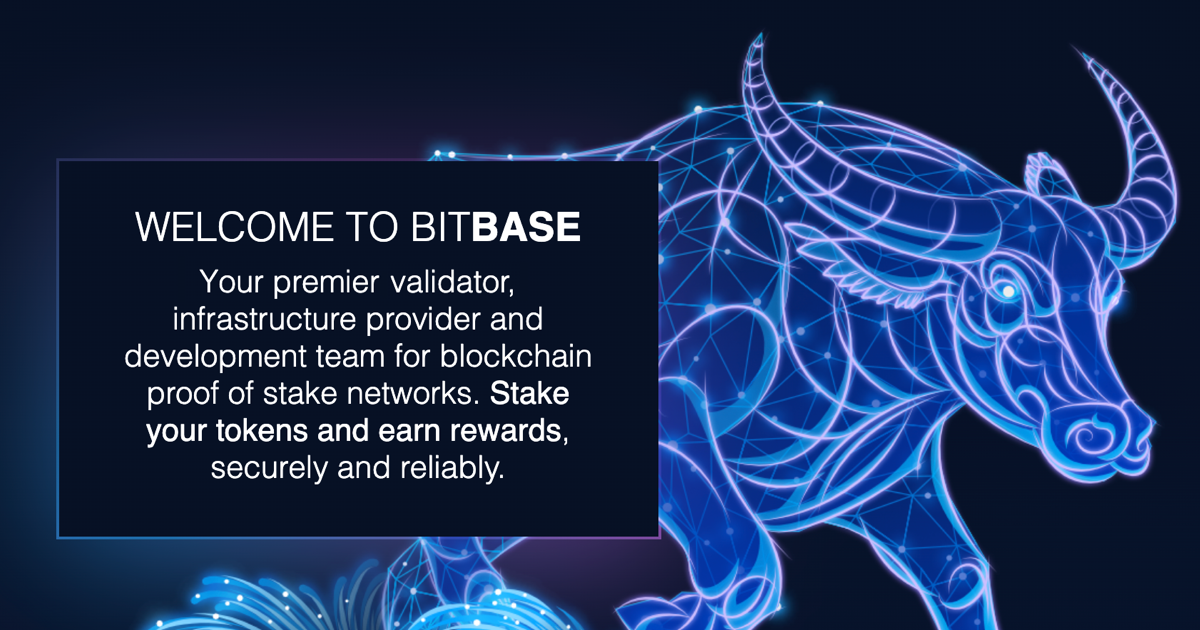 WELCOME TO BITBASE
Your premier validator,
infrastructure provider and
development team for blockchain
proof of stake networks. Stake
your tokens and earn rewards,
securely and reliably.